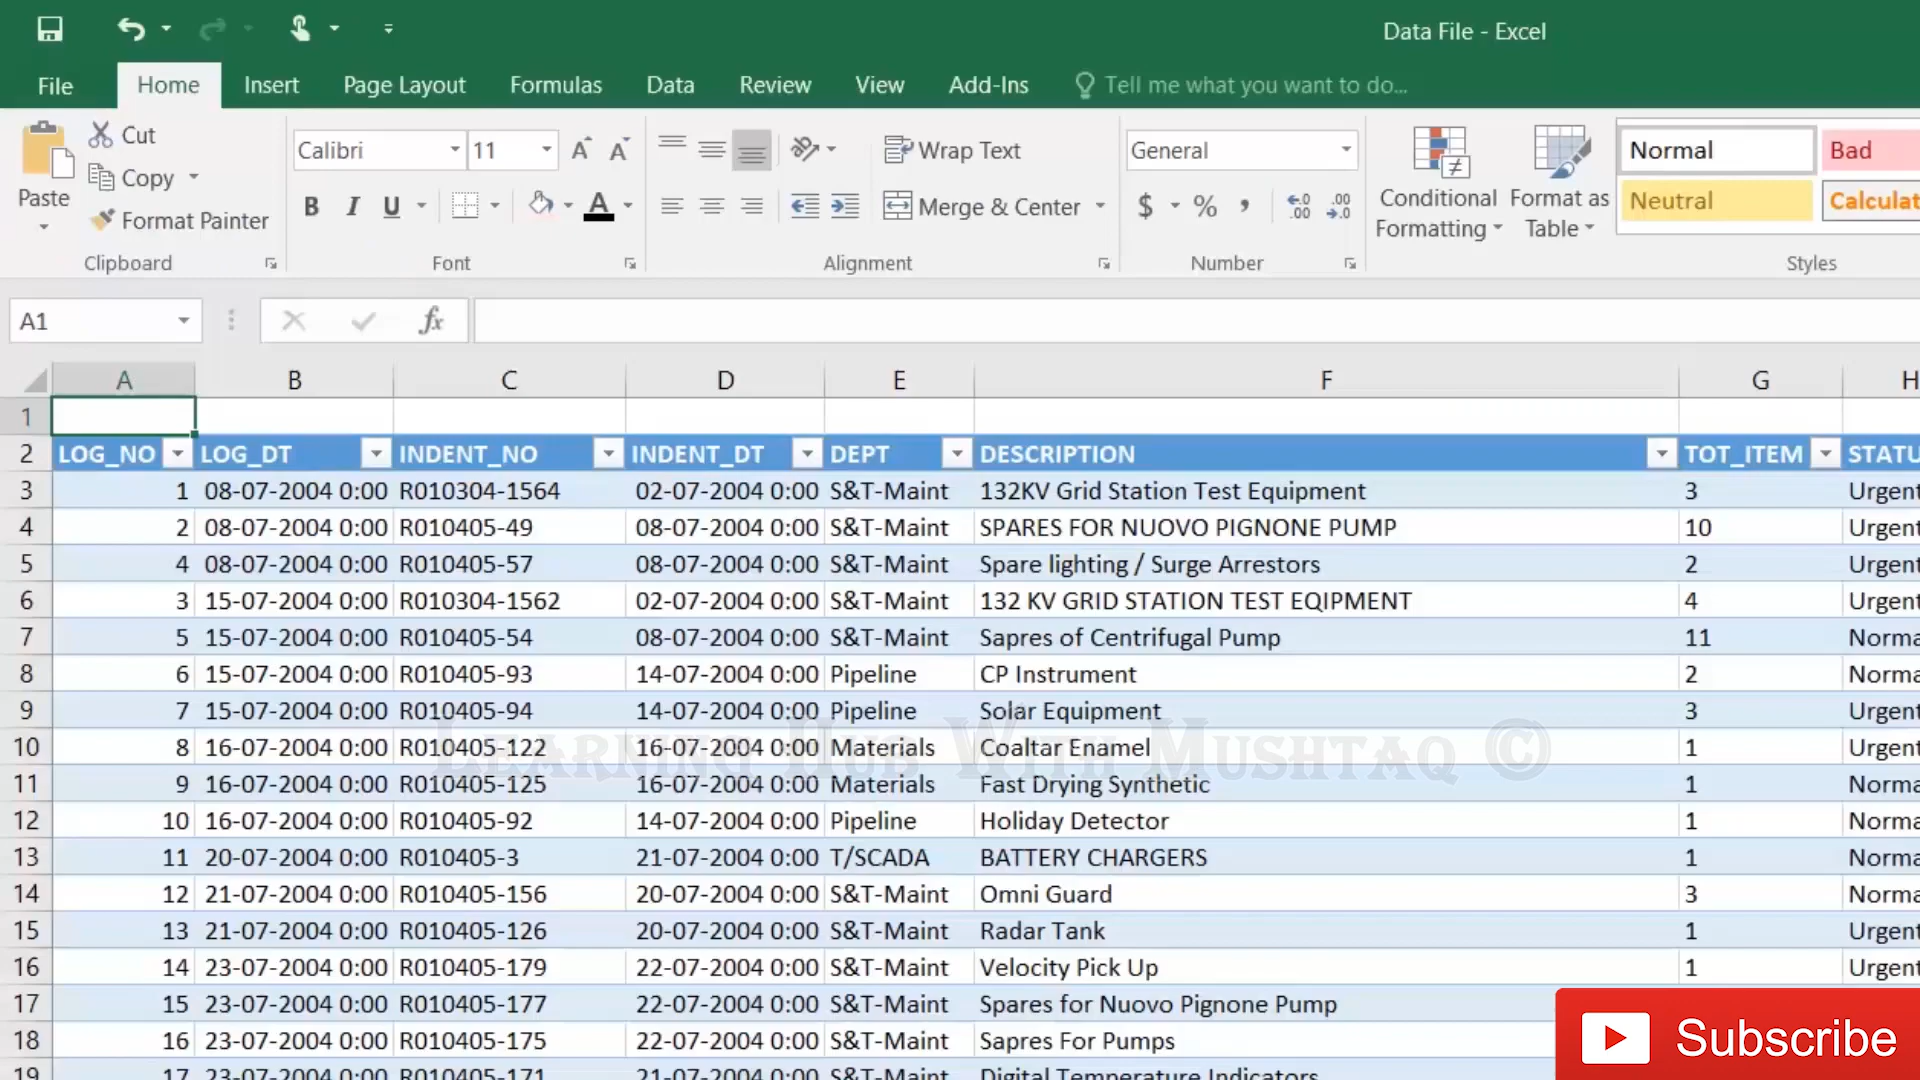 Data File - Excel
File Home Insert Page Layout Formulas Data Review View Add-Ins Tell me what you want to do...
Paste Cut Copy Format Painter Clipboard
Calibri 11 A A B I U A Font
Wrap Text Merge & Center Alignment
General $ % , Number
Conditional Formatting Format as Table
Normal Bad Neutral Calculat Styles
A1 fx
A B C D E F G H
1
2 LOG_NO LOG_DT INDENT_NO INDENT_DT DEPT DESCRIPTION TOT_ITEM STATU
3 1 08-07-2004 0:00 R010304-1564 02-07-2004 0:00 S&T-Maint 132KV Grid Station Test Equipment 3 Urgent
4 2 08-07-2004 0:00 R010405-49 08-07-2004 0:00 S&T-Maint SPARES FOR NUOVO PIGNONE PUMP 10 Urgent
5 4 08-07-2004 0:00 R010405-57 08-07-2004 0:00 S&T-Maint Spare lighting / Surge Arrestors 2 Urgent
6 3 15-07-2004 0:00 R010304-1562 02-07-2004 0:00 S&T-Maint 132 KV GRID STATION TEST EQIPMENT 4 Urgent
7 5 15-07-2004 0:00 R010405-54 08-07-2004 0:00 S&T-Maint Sapres of Centrifugal Pump 11 Norma
8 6 15-07-2004 0:00 R010405-93 14-07-2004 0:00 Pipeline CP Instrument 2 Norma
9 7 15-07-2004 0:00 R010405-94 14-07-2004 0:00 Pipeline Solar Equipment 3 Urgent
10 8 16-07-2004 0:00 R010405-122 16-07-2004 0:00 Materials Coaltar Enamel 1 Urgent
Learning Hub With Mushtaq ©
11 9 16-07-2004 0:00 R010405-125 16-07-2004 0:00 Materials Fast Drying Synthetic 1 Norma
12 10 16-07-2004 0:00 R010405-92 14-07-2004 0:00 Pipeline Holiday Detector 1 Norma
13 11 20-07-2004 0:00 R010405-3 21-07-2004 0:00 T/SCADA BATTERY CHARGERS 1 Norma
14 12 21-07-2004 0:00 R010405-156 20-07-2004 0:00 S&T-Maint Omni Guard 3 Norma
15 13 21-07-2004 0:00 R010405-126 20-07-2004 0:00 S&T-Maint Radar Tank 1 Urgent
16 14 23-07-2004 0:00 R010405-179 22-07-2004 0:00 S&T-Maint Velocity Pick Up 1 Urgent
17 15 23-07-2004 0:00 R010405-177 22-07-2004 0:00 S&T-Maint Spares for Nuovo Pignone Pump
18 16 23-07-2004 0:00 R010405-175 22-07-2004 0:00 S&T-Maint Sapres For Pumps
19 17 23-07-2004 0:00 R010405-171 21-07-2004 0:00 S&T-Maint Digital Temperature Indicators
Subscribe